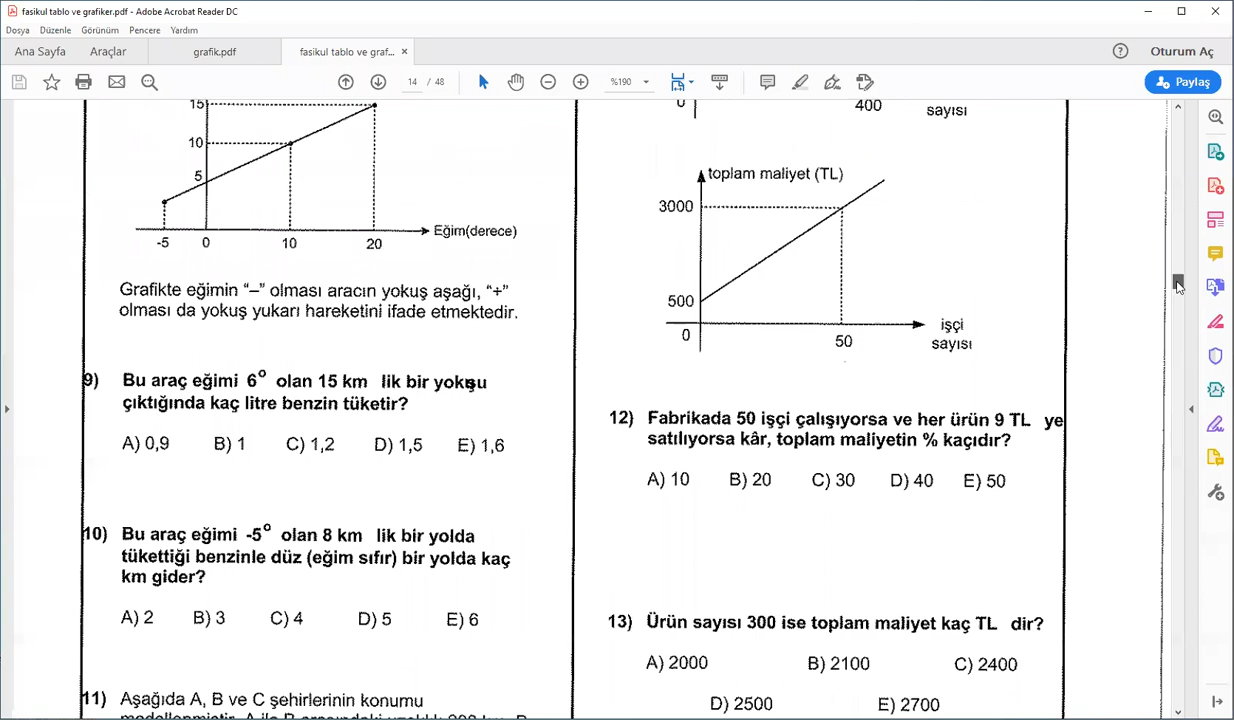 fasikul tablo ve grafiker.pdf - Adobe Acrobat Reader DC
Dosya Düzenle Görünüm Pencere Yardım
Ana Sayfa Araçlar grafik.pdf fasikul tablo ve graf... × Oturum Aç
14 / 48 %190 Paylaş
15
10
5
-5 0 10 20
Eğim(derece)
Grafikte eğimin “–” olması aracın yokuş aşağı, “+”
olması da yokuş yukarı hareketini ifade etmektedir.
9) Bu araç eğimi 6° olan 15 km lik bir yokuşu
çıktığında kaç litre benzin tüketir?
A) 0,9 B) 1 C) 1,2 D) 1,5 E) 1,6
10) Bu araç eğimi -5° olan 8 km lik bir yolda
tükettiği benzinle düz (eğim sıfır) bir yolda kaç
km gider?
A) 2 B) 3 C) 4 D) 5 E) 6
11) Aşağıda A, B ve C şehirlerinin konumu
0 400 sayısı
toplam maliyet (TL)
3000
500
0 50
işçi
sayısı
12) Fabrikada 50 işçi çalışıyorsa ve her ürün 9 TL ye
satılıyorsa kâr, toplam maliyetin % kaçıdır?
A) 10 B) 20 C) 30 D) 40 E) 50
13) Ürün sayısı 300 ise toplam maliyet kaç TL dir?
A) 2000 B) 2100 C) 2400
D) 2500 E) 2700